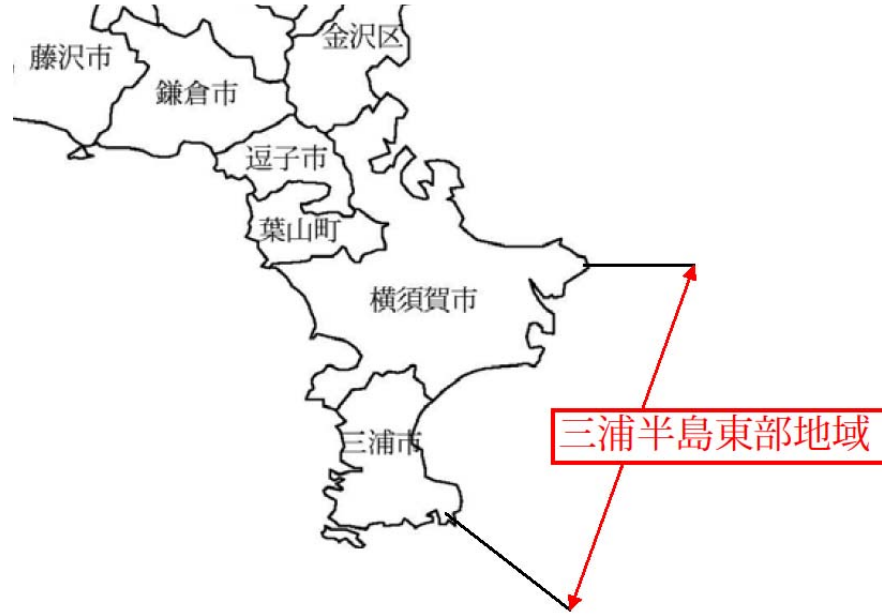 金沢区
藤沢市
鎌倉市
逗子市
葉山町
横須賀市
三浦半島東部地域
三浦市